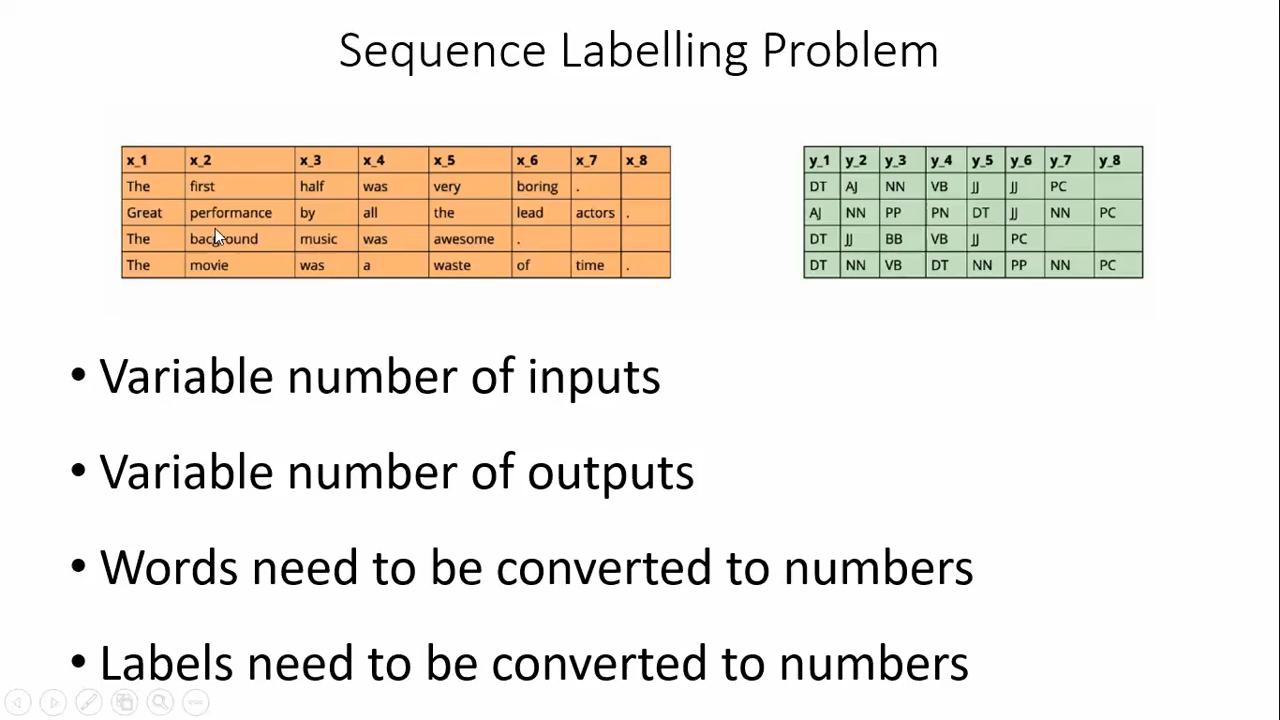 Sequence Labelling Problem
x_1 x_2 x_3 x_4 x_5 x_6 x_7 x_8
The first half was very boring .
Great performance by all the lead actors .
The music was awesome .
The movie was a waste of time .
y_1 y_2 y_3 y_4 y_5 y_6 y_7 y_8
DT AJ NN VB JJ JJ PC
AJ NN PP PN DT JJ NN PC
DT JJ BB VB JJ PC
DT NN VB DT NN PP NN PC
• Variable number of inputs
• Variable number of outputs
• Words need to be converted to numbers
• Labels need to be converted to numbers